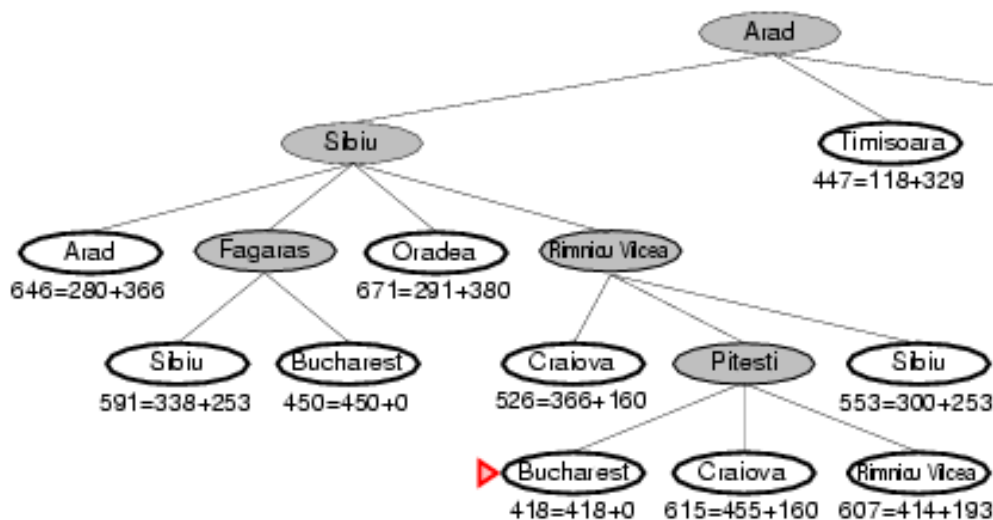 Arad
Sibiu
Timisoara
447=118+329
Arad
Fagaras
Oradea
Rimnicu Vilcea
646=280+366
671=291+380
Sibiu
Bucharest
Craiova
Pitesti
Sibiu
591=338+253
450=450+0
526=366+160
553=300+253
Bucharest
Craiova
Rimnicu Vilcea
418=418+0
615=455+160
607=414+193